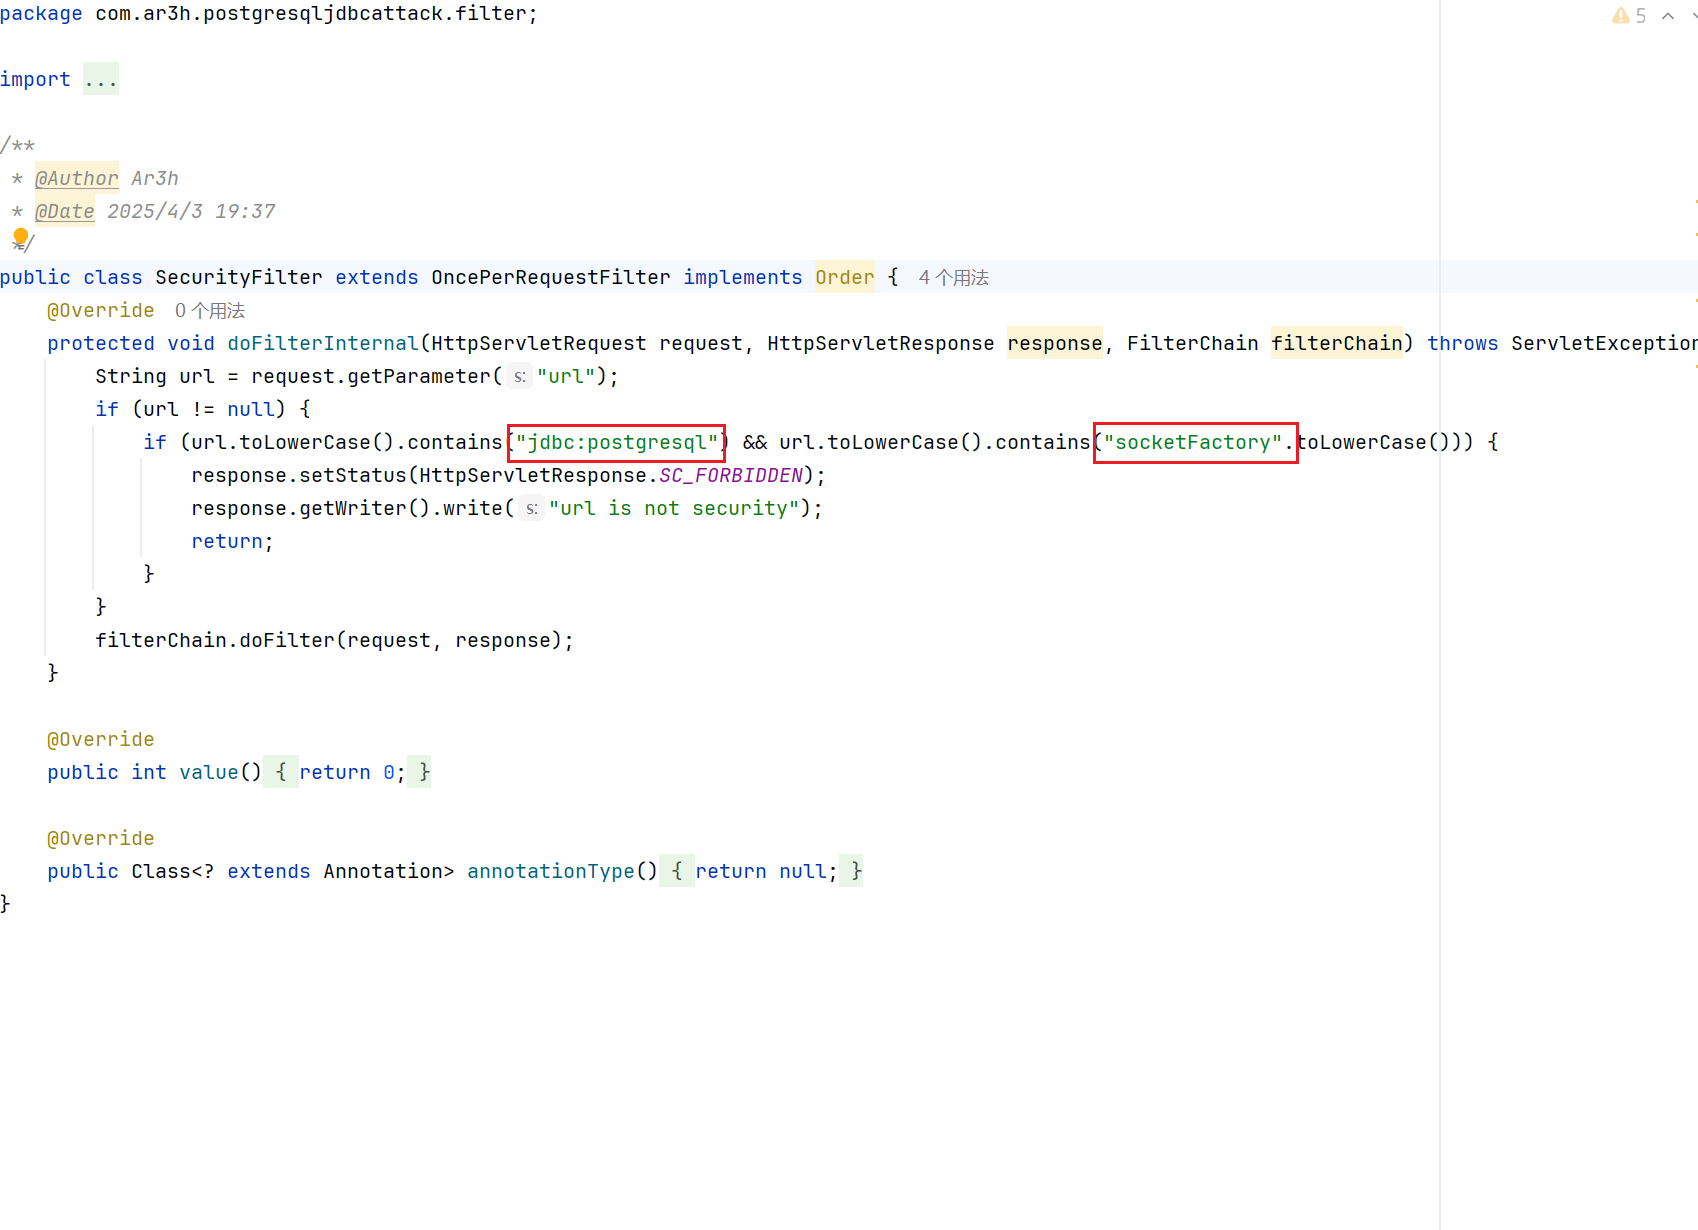 package com.ar3h.postgresqljdbcattack.filter;
5
import ...
/**
* @Author Ar3h
* @Date 2025/4/3 19:37
*/
public class SecurityFilter extends OncePerRequestFilter implements Order { 4 个用法
@Override 0 个用法
protected void doFilterInternal(HttpServletRequest request, HttpServletResponse response, FilterChain filterChain) throws ServletException
String url = request.getParameter( s: "url");
if (url != null) {
if (url.toLowerCase().contains("jdbc:postgresql") && url.toLowerCase().contains("socketFactory".toLowerCase())) {
response.setStatus(HttpServletResponse.SC_FORBIDDEN);
response.getWriter().write( s: "url is not security");
return;
}
}
filterChain.doFilter(request, response);
}
@Override
public int value() { return 0; }
@Override
public Class<? extends Annotation> annotationType() { return null; }
}